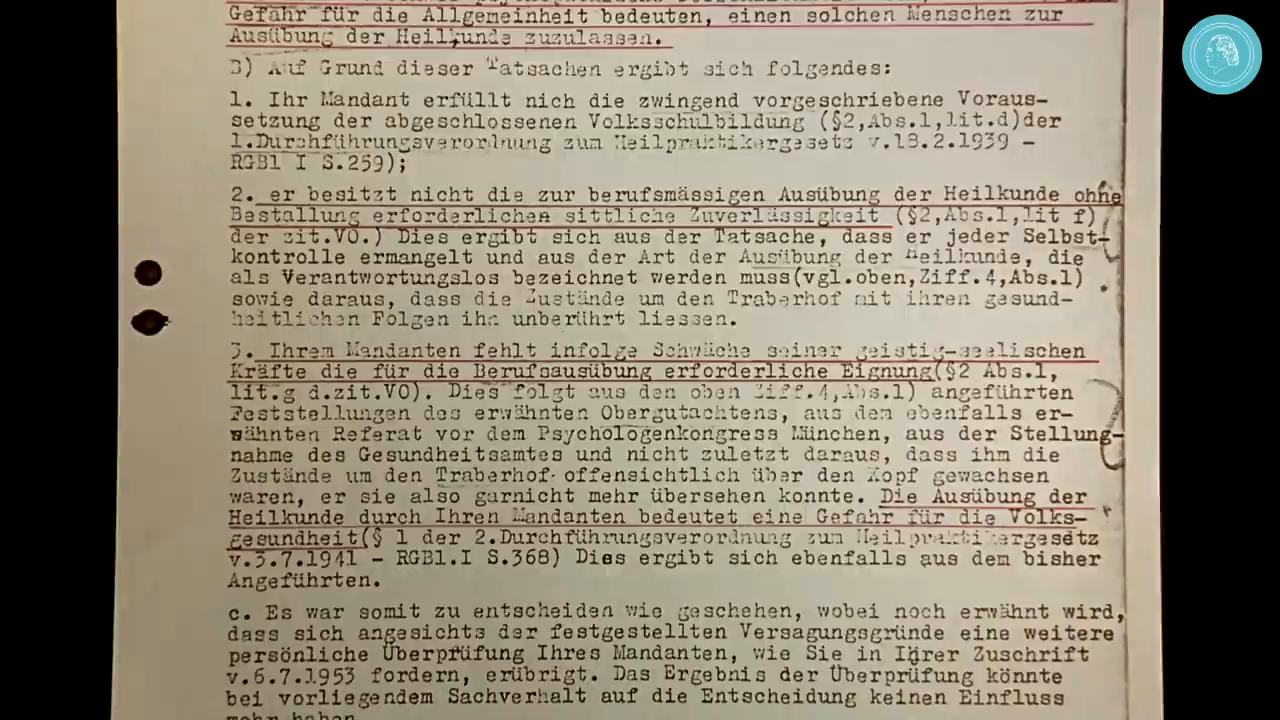 Gefahr für die Allgemeinheit bedeuten, einen solchen Menschen zur
Ausübung der Heilkunde zuzulassen.
B) Auf Grund dieser Tatsachen ergibt sich folgendes:
1. Ihr Mandant erfüllt nich die zwingend vorgeschriebene Voraus-
setzung der abgeschlossenen Volksschulbildung (§2,Abs.1,lit.d)der
1.Durchführungsverordnung zum Heilpraktikergesetz v.18.2.1939 -
RGBl I S.259);
2. er besitzt nicht die zur berufsmässigen Ausübung der Heilkunde ohne
Bestallung erforderlichen sittliche Zuverlässigkeit (§2,Abs.1,lit f)
der zit.VO.) Dies ergibt sich aus der Tatsache, dass er jeder Selbst-
kontrolle ermangelt und aus der Art der Ausübung der Heilkunde, die
als Verantwortungslos bezeichnet werden muss(vgl.oben,Ziff.4,Abs.1)
sowie daraus, dass die Zustände um den Traberhof mit ihren gesund-
heitlichen Folgen ihn unberührt liessen.
3. Ihrem Mandanten fehlt infolge Schwäche seiner geistig-seelischen
Kräfte die für die Berufsausübung erforderliche Eignung(§2 Abs.1,
lit.g d.zit.VO). Dies folgt aus den oben Ziff.4,Abs.1) angeführten
Feststellungen des erwähnten Obergutachtens, aus dem ebenfalls er-
wähnten Referat vor dem Psychologenkongress München, aus der Stellung-
nahme des Gesundheitsamtes und nicht zuletzt daraus, dass ihm die
Zustände um den Traberhof offensichtlich über den Kopf gewachsen
waren, er sie also garnicht mehr übersehen konnte. Die Ausübung der
Heilkunde durch Ihren Mandanten bedeutet eine Gefahr für die Volks-
gesundheit(§ 1 der 2.Durchführungsverordnung zum Heilpraktikergesetz
v.3.7.1941 - RGBl.I S.368) Dies ergibt sich ebenfalls aus dem bisher
Angeführten.
c. Es war somit zu entscheiden wie geschehen, wobei noch erwähnt wird,
dass sich angesichts der festgestellten Versagungsgründe eine weitere
persönliche Überprüfung Ihres Mandanten, wie Sie in Ihrer Zuschrift
v.6.7.1953 fordern, erübrigt. Das Ergebnis der Überprüfung könnte
bei vorliegendem Sachverhalt auf die Entscheidung keinen Einfluss
mehr haben